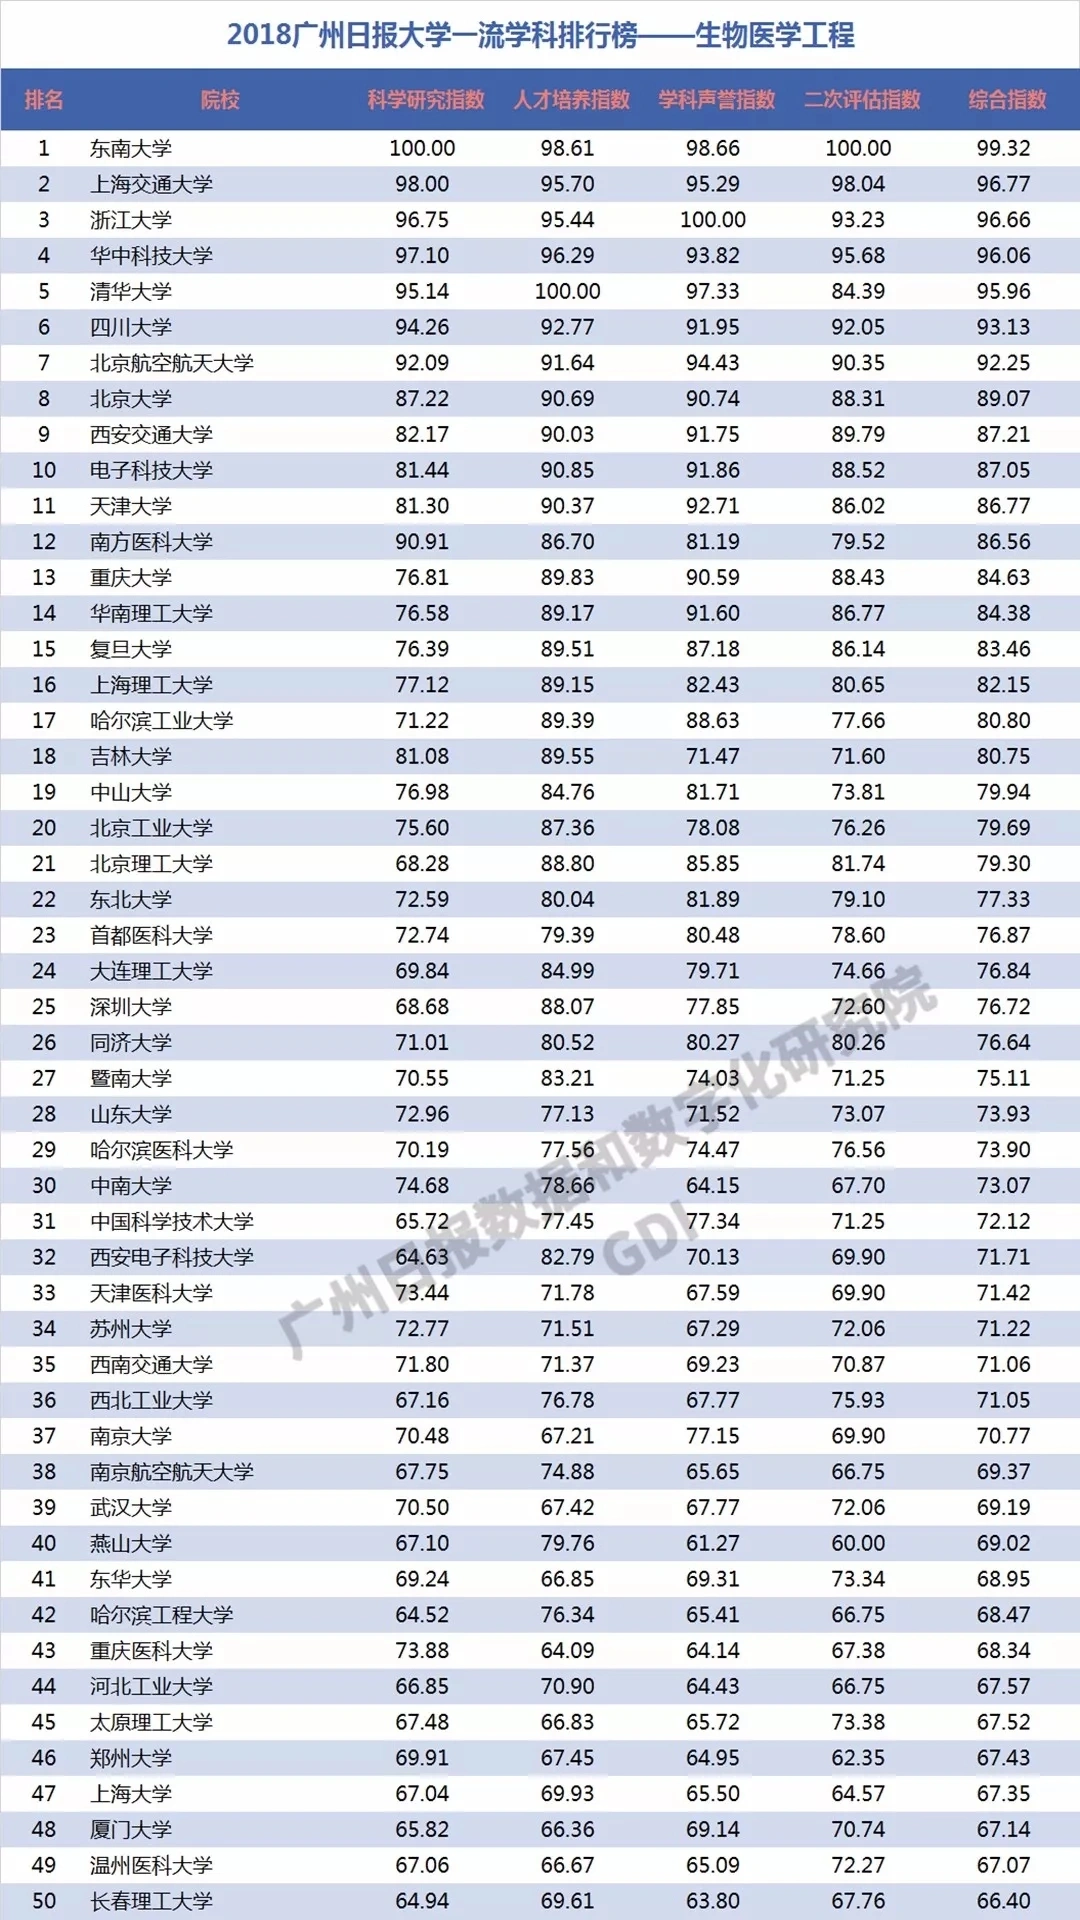 2018广州日报大学一流学科排行榜——生物医学工程
排名 院校 科学研究指数 人才培养指数 学科声誉指数 二次评估指数 综合指数
1 东南大学 100.00 98.61 98.66 100.00 99.32
2 上海交通大学 98.00 95.70 95.29 98.04 96.77
3 浙江大学 96.75 95.44 100.00 93.23 96.66
4 华中科技大学 97.10 96.29 93.82 95.68 96.06
5 清华大学 95.14 100.00 97.33 84.39 95.96
6 四川大学 94.26 92.77 91.95 92.05 93.13
7 北京航空航天大学 92.09 91.64 94.43 90.35 92.25
8 北京大学 87.22 90.69 90.74 88.31 89.07
9 西安交通大学 82.17 90.03 91.75 89.79 87.21
10 电子科技大学 81.44 90.85 91.86 88.52 87.05
11 天津大学 81.30 90.37 92.71 86.02 86.77
12 南方医科大学 90.91 86.70 81.19 79.52 86.56
13 重庆大学 76.81 89.83 90.59 88.43 84.63
14 华南理工大学 76.58 89.17 91.60 86.77 84.38
15 复旦大学 76.39 89.51 87.18 86.14 83.46
16 上海理工大学 77.12 89.15 82.43 80.65 82.15
17 哈尔滨工业大学 71.22 89.39 88.63 77.66 80.80
18 吉林大学 81.08 89.55 71.47 71.60 80.75
19 中山大学 76.98 84.76 81.71 73.81 79.94
20 北京工业大学 75.60 87.36 78.08 76.26 79.69
21 北京理工大学 68.28 88.80 85.85 81.74 79.30
22 东北大学 72.59 80.04 81.89 79.10 77.33
23 首都医科大学 72.74 79.39 80.48 78.60 76.87
24 大连理工大学 69.84 84.99 79.71 74.66 76.84
25 深圳大学 68.68 88.07 77.85 72.60 76.72
26 同济大学 71.01 80.52 80.27 80.26 76.64
27 暨南大学 70.55 83.21 74.03 71.25 75.11
28 山东大学 72.96 77.13 71.52 73.07 73.93
29 哈尔滨医科大学 70.19 77.56 74.47 76.56 73.90
30 中南大学 74.68 78.66 64.15 67.70 73.07
31 中国科学技术大学 65.72 77.45 77.34 71.25 72.12
32 西安电子科技大学 64.63 82.79 70.13 69.90 71.71
33 天津医科大学 73.44 71.78 67.59 69.90 71.42
34 苏州大学 72.77 71.51 67.29 72.06 71.22
35 西南交通大学 71.80 71.37 69.23 70.87 71.06
36 西北工业大学 67.16 76.78 67.77 75.93 71.05
37 南京大学 70.48 67.21 77.15 69.90 70.77
38 南京航空航天大学 67.75 74.88 65.65 66.75 69.37
39 武汉大学 70.50 67.42 67.77 72.06 69.19
40 燕山大学 67.10 79.76 61.27 60.00 69.02
41 东华大学 69.24 66.85 69.31 73.34 68.95
42 哈尔滨工程大学 64.52 76.34 65.41 66.75 68.47
43 重庆医科大学 73.88 64.09 64.14 67.38 68.34
44 河北工业大学 66.85 70.90 64.43 66.75 67.57
45 太原理工大学 67.48 66.83 65.72 73.38 67.52
46 郑州大学 69.91 67.45 64.95 62.35 67.43
47 上海大学 67.04 69.93 65.50 64.57 67.35
48 厦门大学 65.82 66.36 69.14 70.74 67.14
49 温州医科大学 67.06 66.67 65.09 72.27 67.07
50 长春理工大学 64.94 69.61 63.80 67.76 66.40
广州日报数据和数字化研究院
GDI